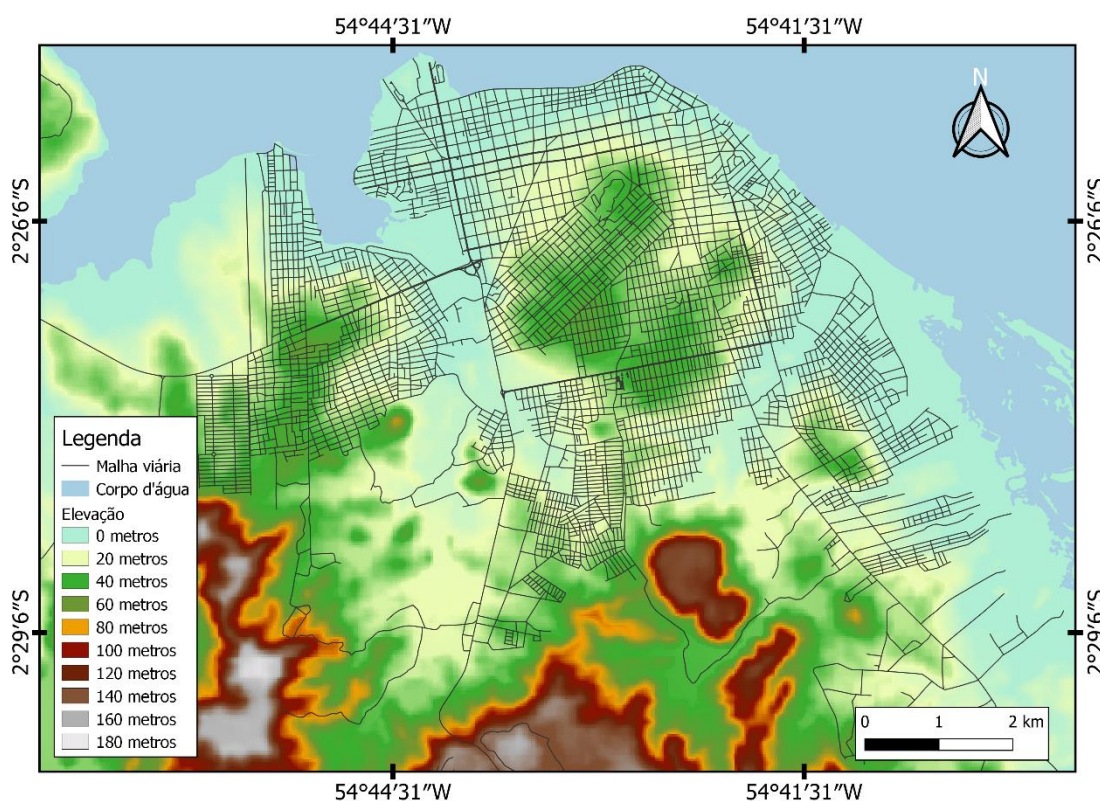 54°44′31″W
54°41′31″W
N
2°26′6″S
2°26′6″S
Legenda
Malha viária
Corpo d'água
Elevação
0 metros
20 metros
40 metros
60 metros
80 metros
100 metros
120 metros
140 metros
160 metros
180 metros
2°29′6″S
2°29′6″S
0 1 2 km
54°44′31″W
54°41′31″W